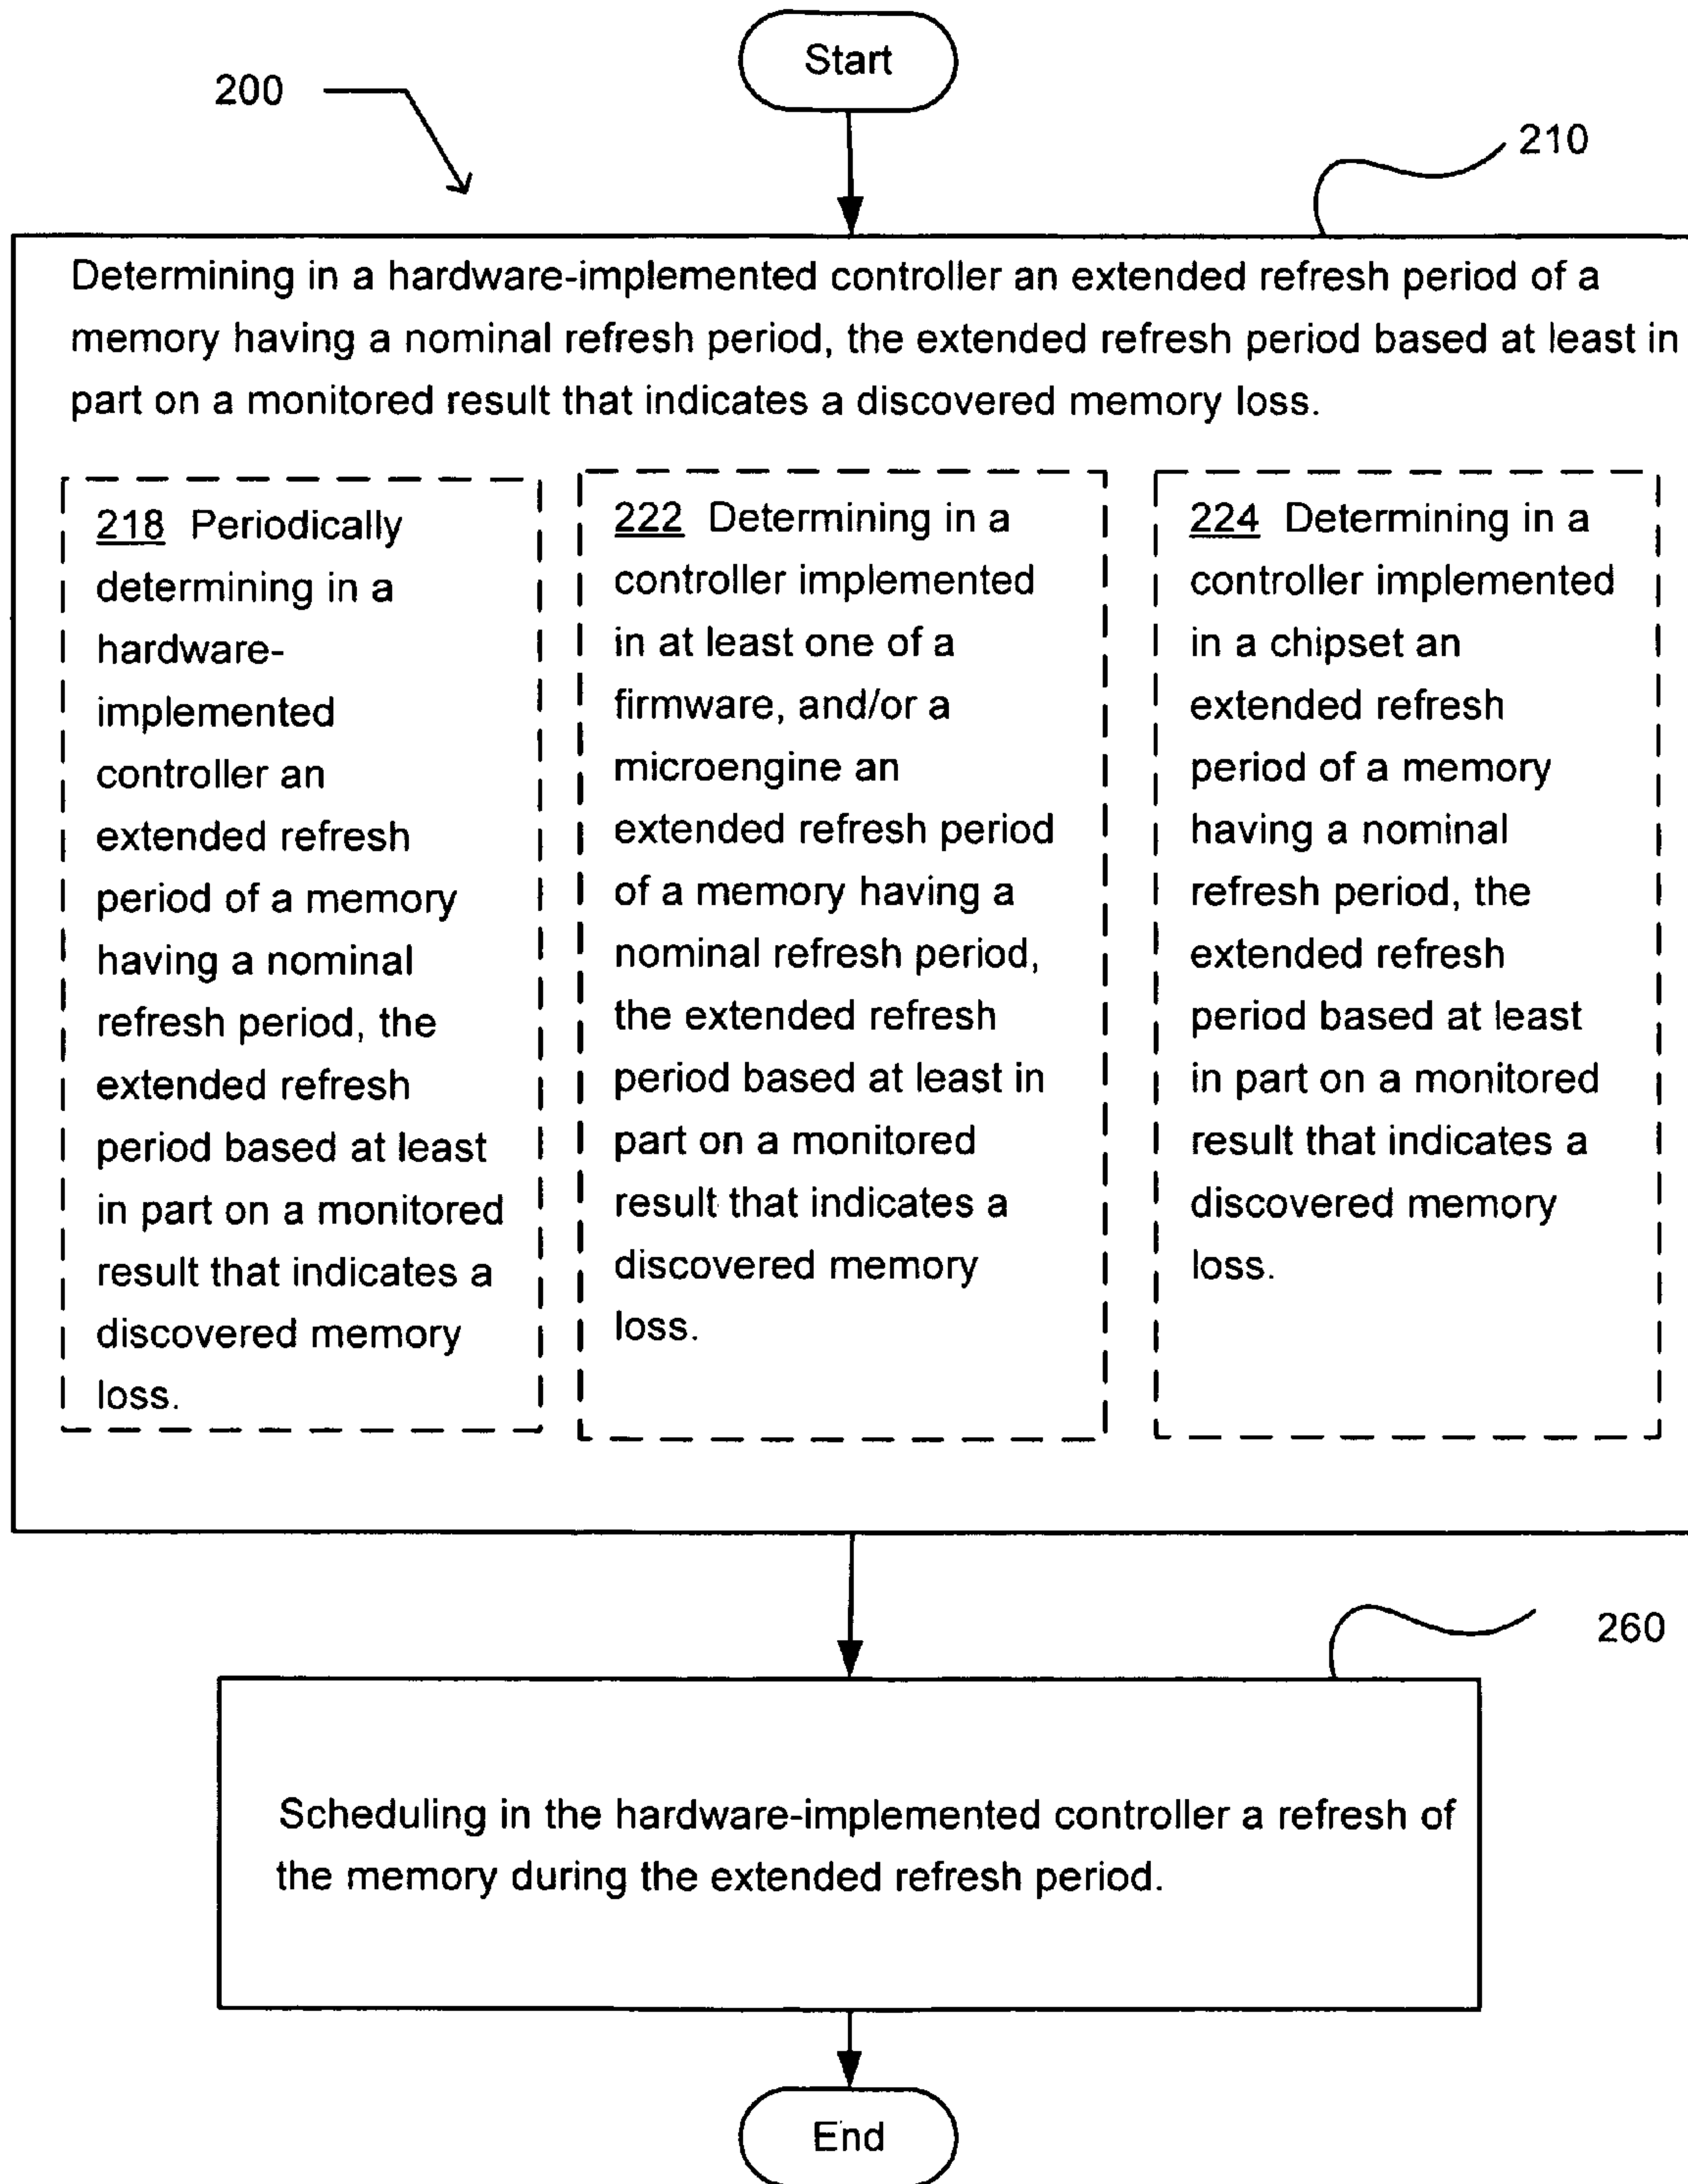 Start
200
210
Determining in a hardware-implemented controller an extended refresh period of a
memory having a nominal refresh period, the extended refresh period based at least in
part on a monitored result that indicates a discovered memory loss.
218 Periodically
determining in a
hardware-
implemented
controller an
extended refresh
period of a memory
having a nominal
refresh period, the
extended refresh
period based at least
in part on a monitored
result that indicates a
discovered memory
loss.
222 Determining in a
controller implemented
in at least one of a
firmware, and/or a
microengine an
extended refresh period
of a memory having a
nominal refresh period,
the extended refresh
period based at least in
part on a monitored
result that indicates a
discovered memory
loss.
224 Determining in a
controller implemented
in a chipset an
extended refresh
period of a memory
having a nominal
refresh period, the
extended refresh
period based at least
in part on a monitored
result that indicates a
discovered memory
loss.
260
Scheduling in the hardware-implemented controller a refresh of
the memory during the extended refresh period.
End